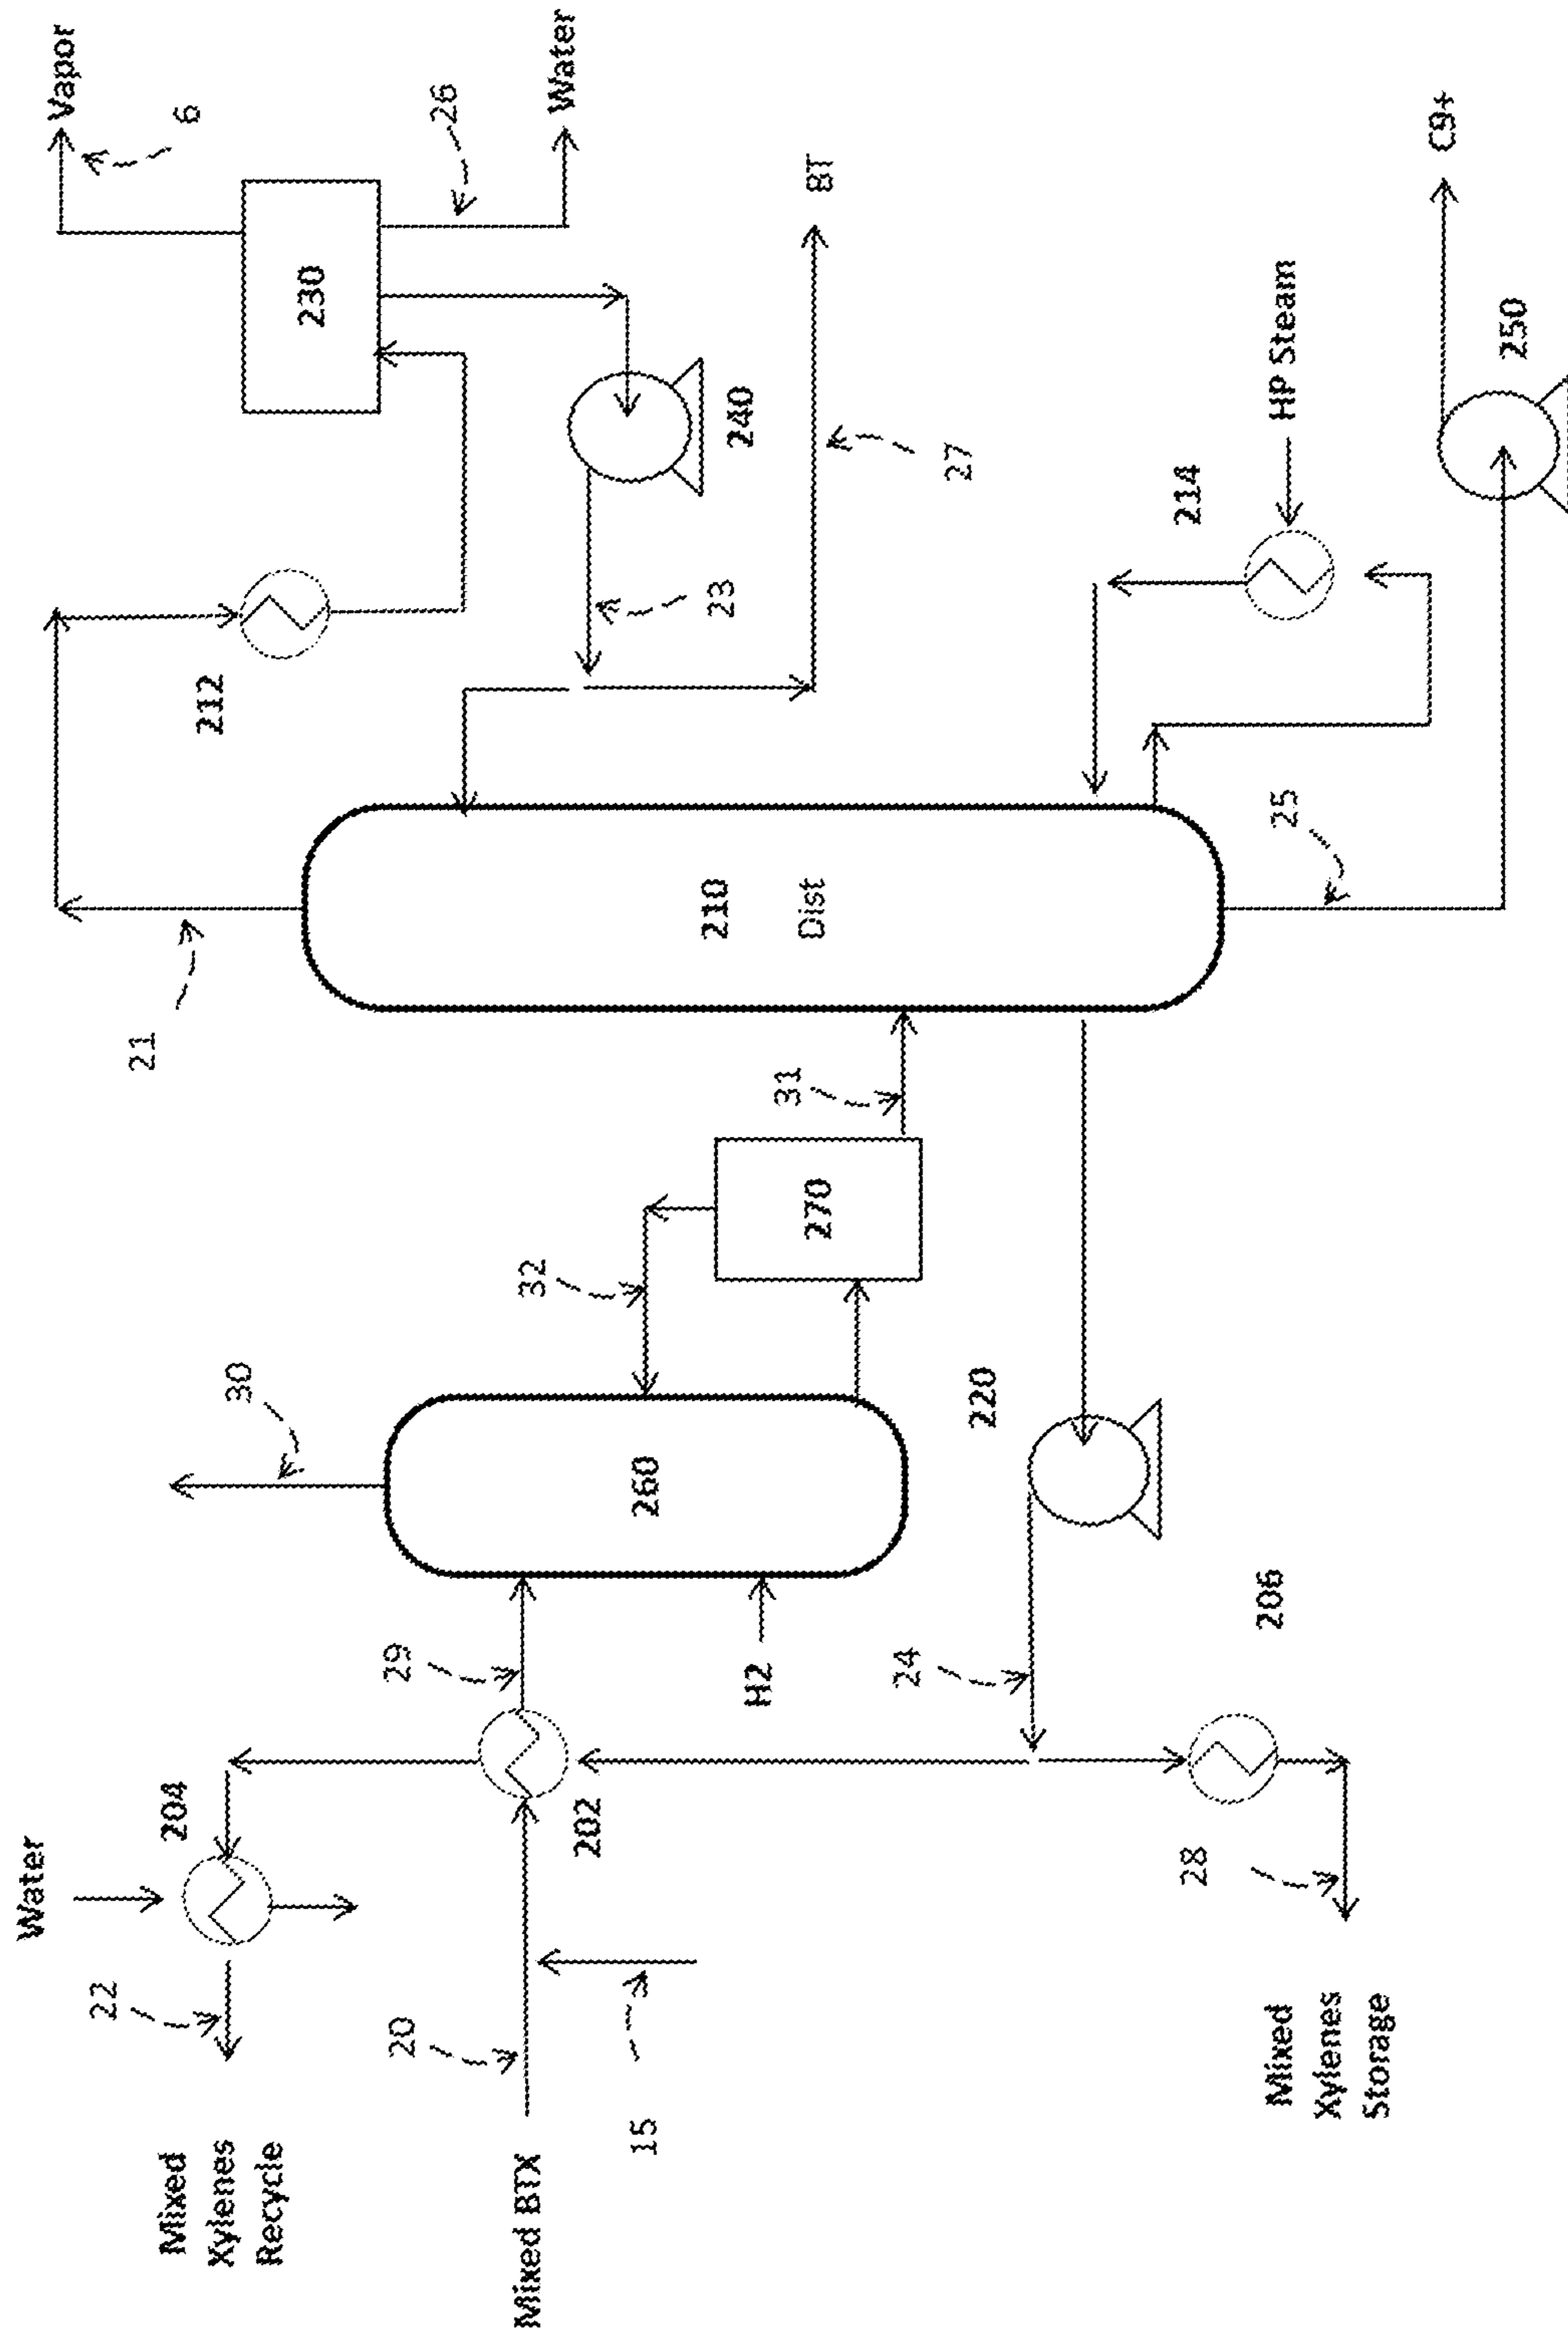 Water
Vapor
22
21
204
6
Mixed
Xylenes
Recycle
212
30
230
20
29
26
Mixed BTX
32
Water
202
15
260
210
Dist
23
240
H2
31
270
BT
24
27
220
28
214
206
25
HP Steam
Mixed
Xylenes
Storage
C9+
250